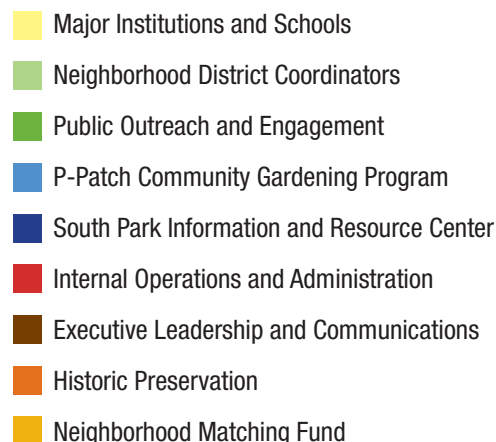 Major Institutions and Schools
Neighborhood District Coordinators
Public Outreach and Engagement
P-Patch Community Gardening Program
South Park Information and Resource Center
Internal Operations and Administration
Executive Leadership and Communications
Historic Preservation
Neighborhood Matching Fund